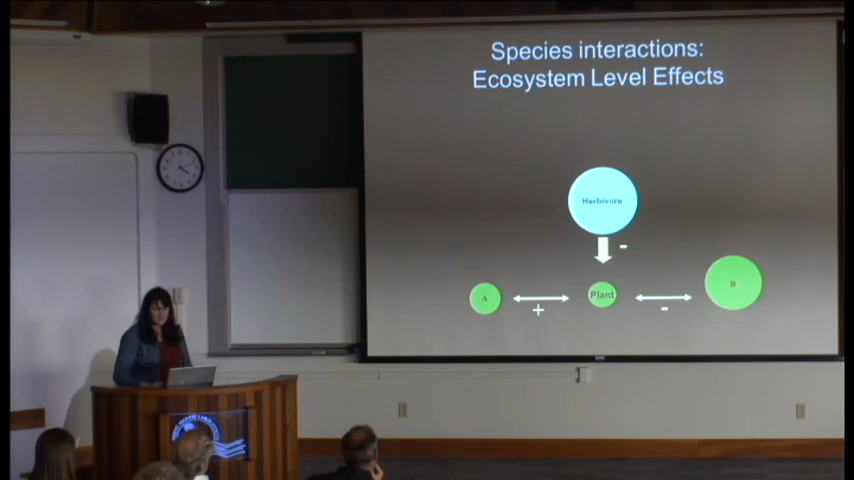 Species interactions:
Ecosystem Level Effects
Herbivore
-
A
+
Plant
-
B